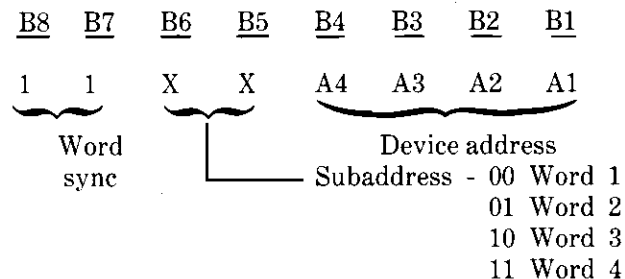 B8 B7 B6 B5 B4 B3 B2 B1
1 1 X X A4 A3 A2 A1
Word Device address
sync Subaddress - 00 Word 1
01 Word 2
10 Word 3
11 Word 4